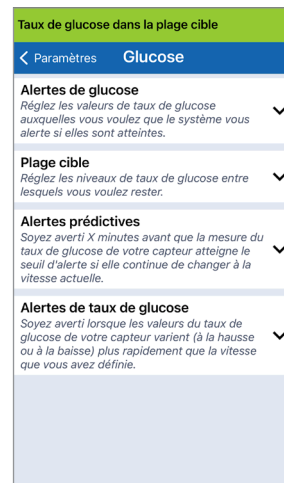 Taux de glucose dans la plage cible
Paramètres Glucose
Alertes de glucose
Réglez les valeurs de taux de glucose
auxquelles vous voulez que le système vous
alerte si elles sont atteintes.
Plage cible
Réglez les niveaux de taux de glucose entre
lesquels vous voulez rester.
Alertes prédictives
Soyez averti X minutes avant que la mesure du
taux de glucose de votre capteur atteigne le
seuil d'alerte si elle continue de changer à la
vitesse actuelle.
Alertes de taux de glucose
Soyez averti lorsque les valeurs du taux de
glucose de votre capteur varient (à la hausse
ou à la baisse) plus rapidement que la vitesse
que vous avez définie.